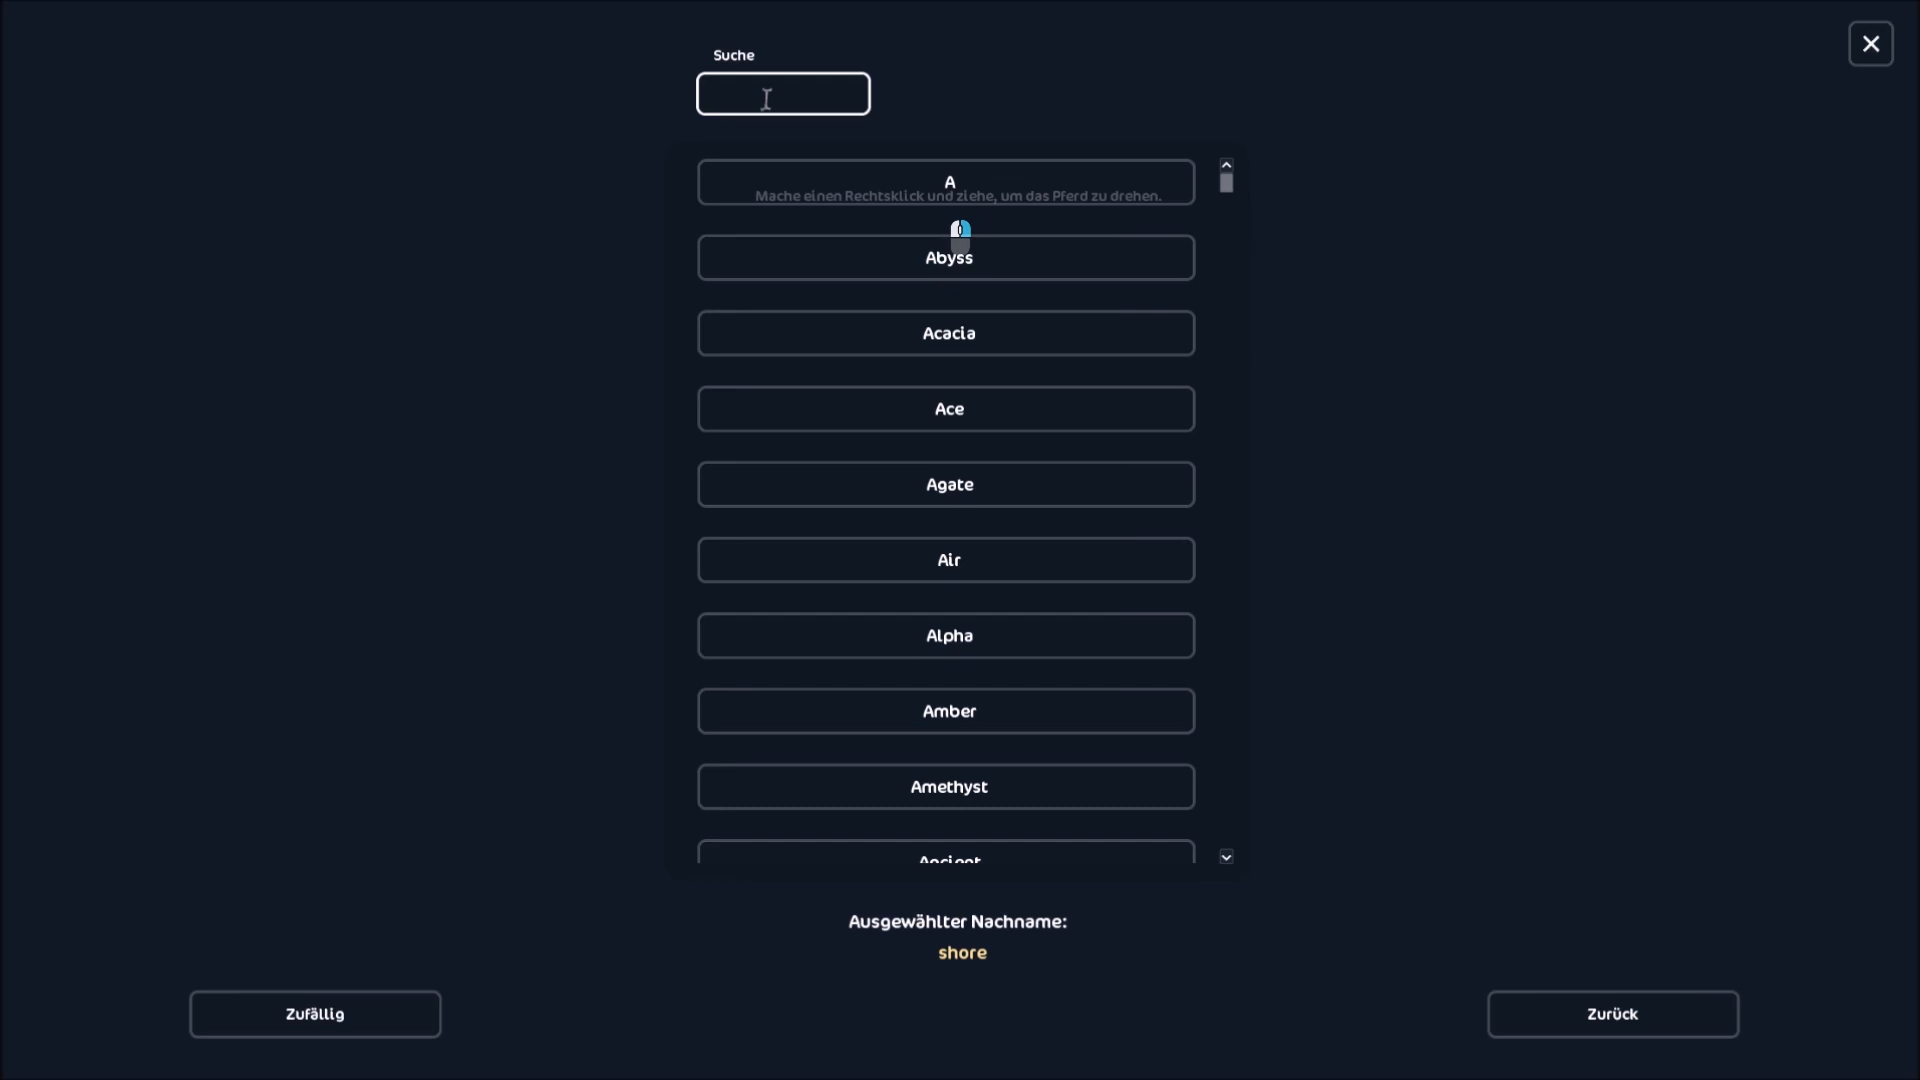 Suche
A
Mache einen Rechtsklick und ziehe, um das Pferd zu drehen.
Abyss
Acacia
Ace
Agate
Air
Alpha
Amber
Amethyst
Ancient
Ausgewählter Nachname:
shore
Zufällig
Zurück